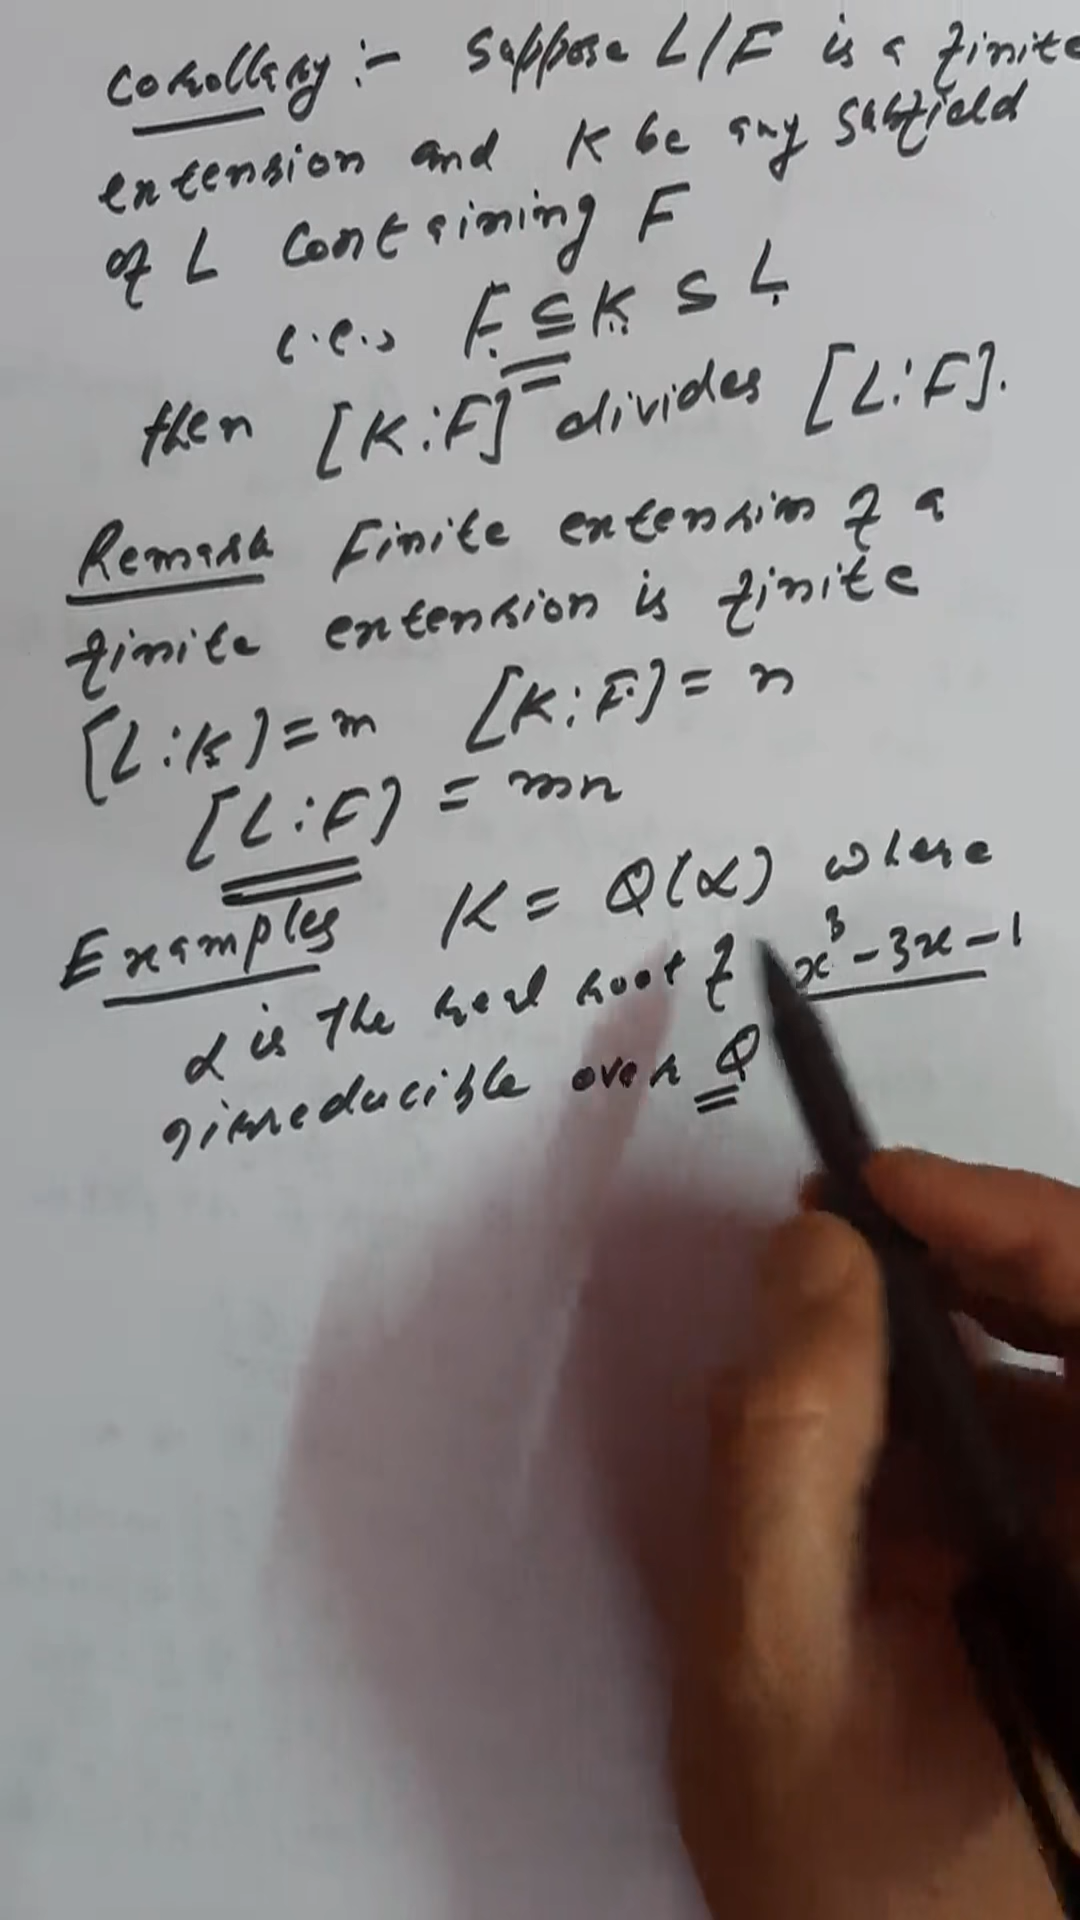 Corollary :- Suppose L/F is a finite
extension and K be any subfield
of L containing F
i.e., F ⊆ K ⊆ L
then [K:F] divides [L:F].
Remark Finite extension of a
finite extension is finite
[L:K] = m [K:F] = n
[L:F] = mn
Examples K = Q(α) where
α is the real root of x³-3x-1
irreducible over Q